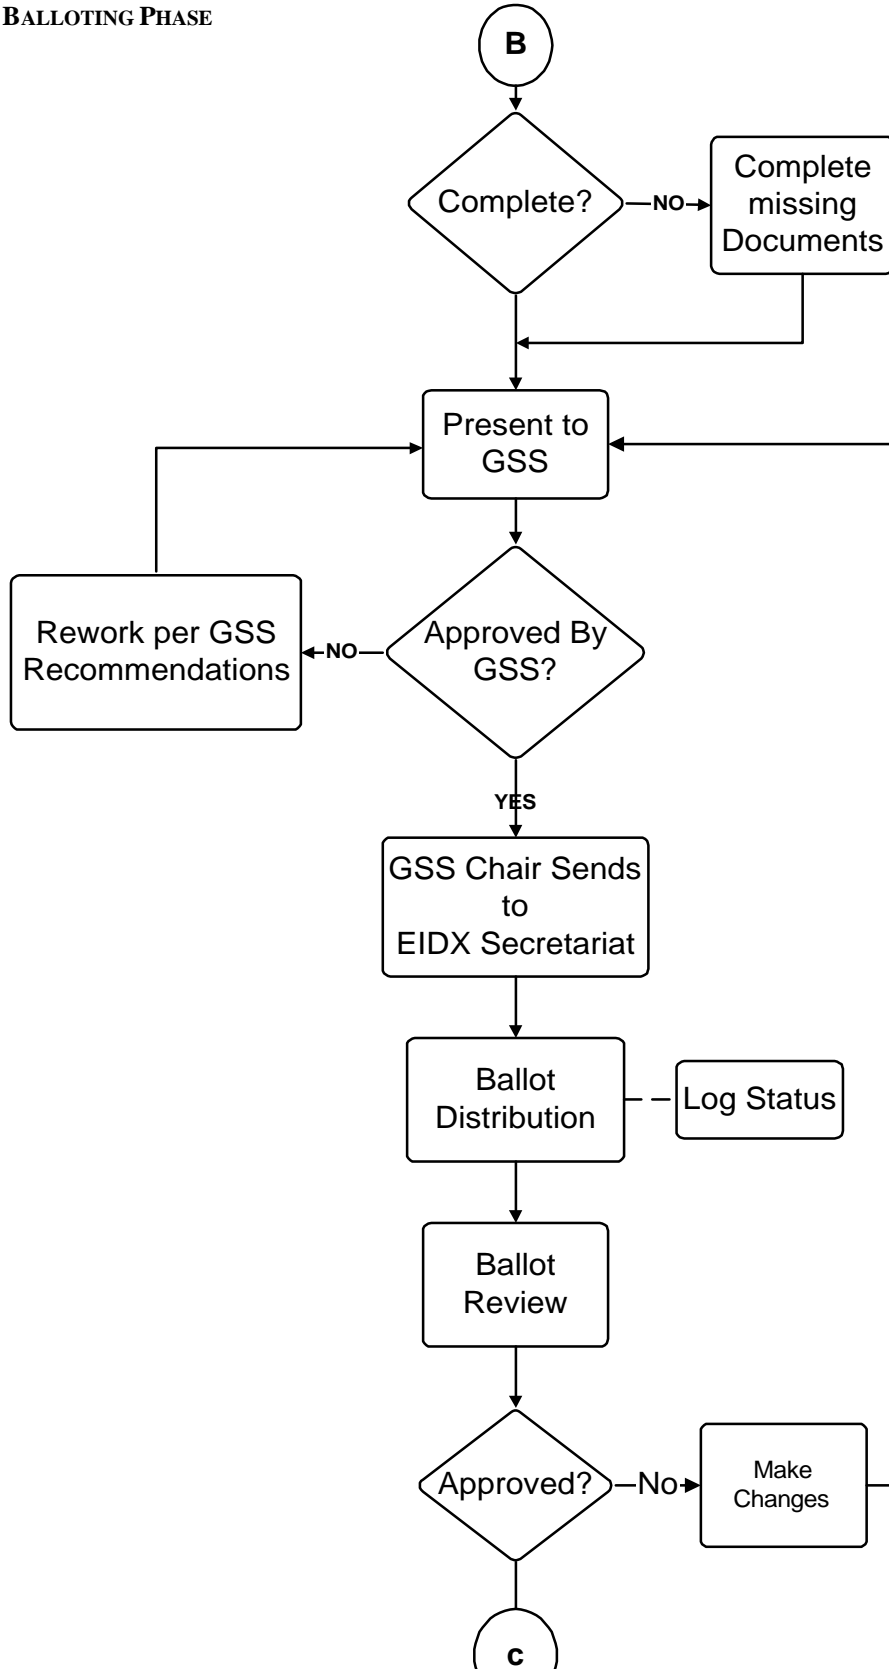 BALLOTING PHASE
B
Complete?
NO
Complete
missing
Documents
Present to
GSS
Rework per GSS
Recommendations
NO
Approved By
GSS?
YES
GSS Chair Sends
to
EIDX Secretariat
Ballot
Distribution
Log Status
Ballot
Review
Approved?
No
Make
Changes
c